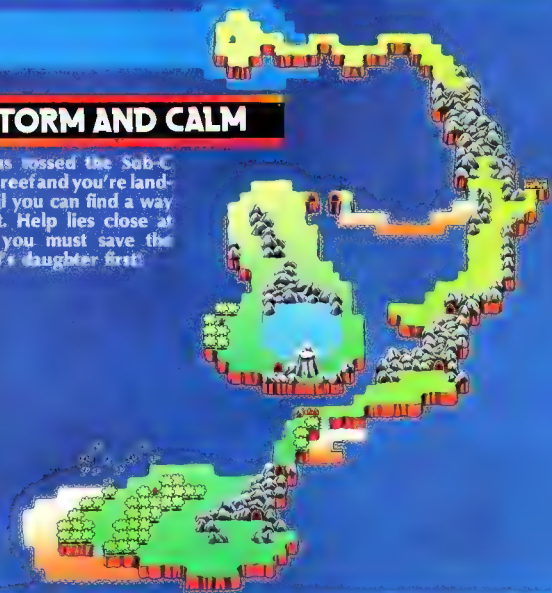 TORM AND CALM
as tossed the Sub-C
reef and you're land-
l you can find a way
t. Help lies close at
you must save the
's daughter first.